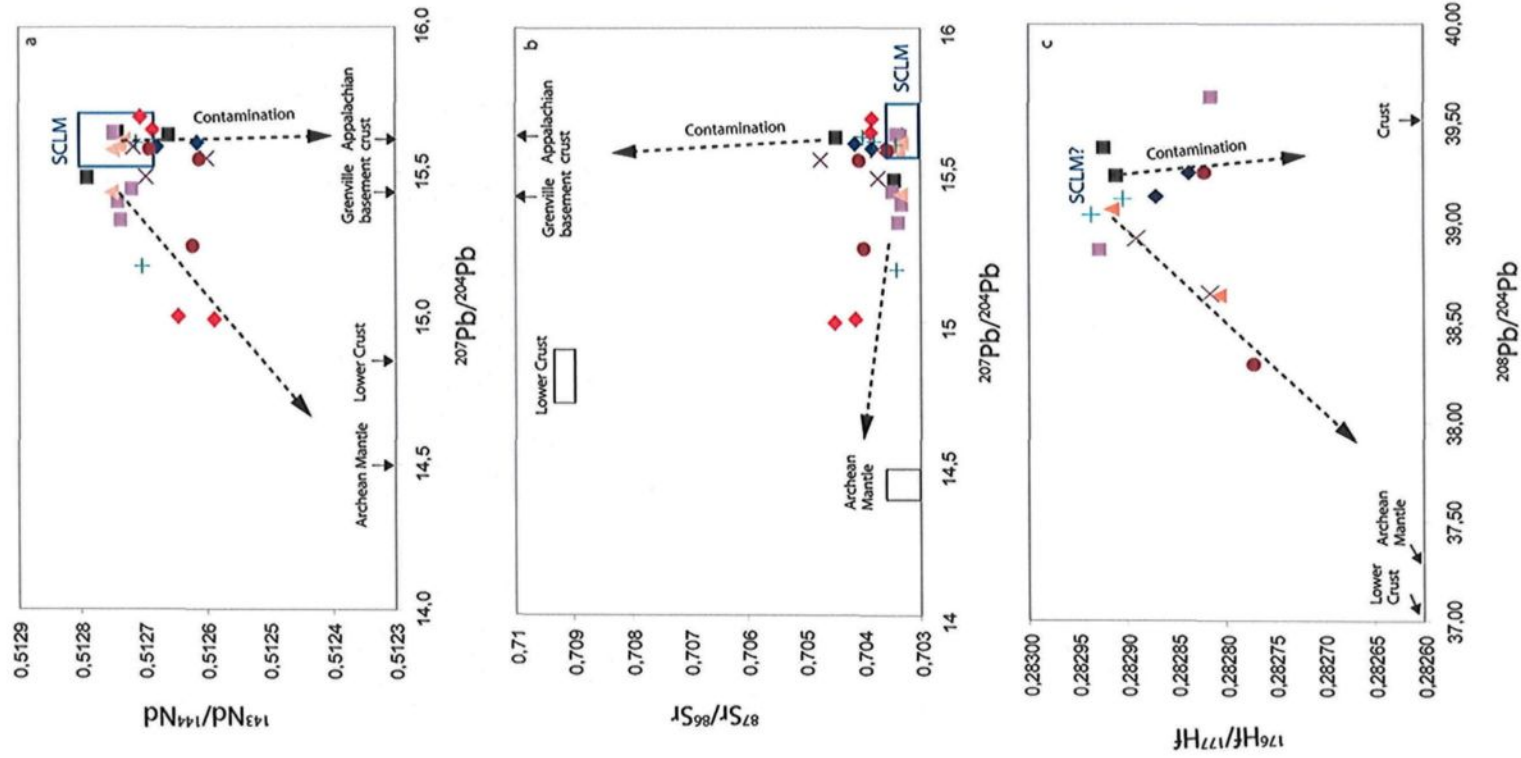 a
0,5129
0,5128
0,5127
0,5126
0,5125
0,5124
0,5123
¹⁴³Nd/¹⁴⁴Nd
SCLM
Contamination
Archean Mantle
Lower Crust
Grenville
basement
Appalachian
crust
14,0
14,5
15,0
15,5
16,0
²⁰⁷Pb/²⁰⁴Pb
b
0,71
0,709
0,708
0,707
0,706
0,705
0,704
0,703
⁸⁷Sr/⁸⁶Sr
Lower Crust
Grenville
basement
Appalachian
crust
Contamination
Archean
Mantle
SCLM
14
14,5
15
15,5
16
²⁰⁷Pb/²⁰⁴Pb
c
0,28300
0,28295
0,28290
0,28285
0,28280
0,28275
0,28270
0,28265
0,28260
¹⁷⁶Hf/¹⁷⁷Hf
SCLM?
Contamination
Lower
Crust
Archean
Mantle
Crust
37,00
37,50
38,00
38,50
39,00
39,50
40,00
²⁰⁸Pb/²⁰⁴Pb